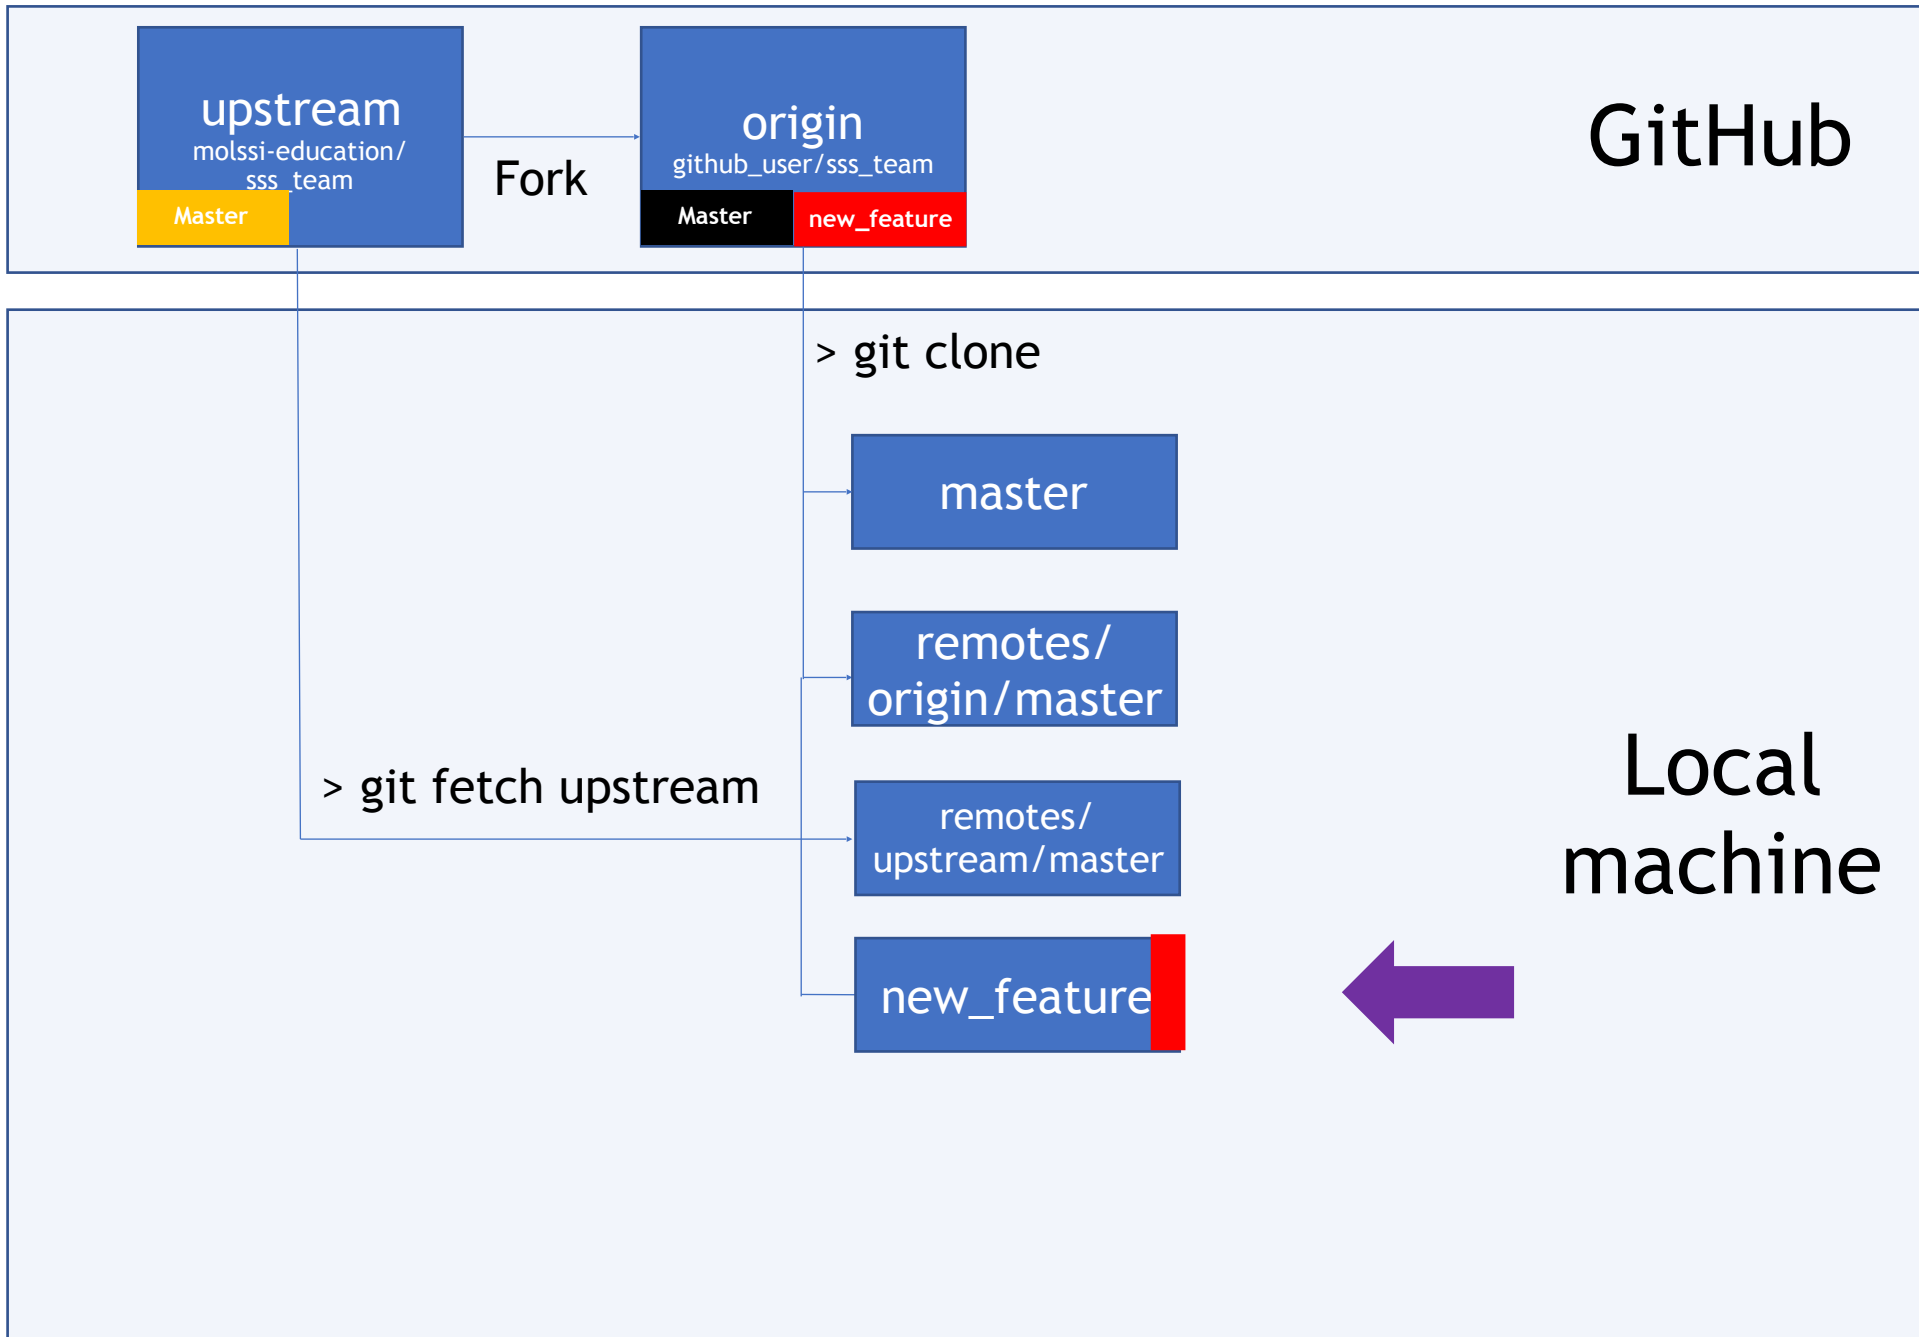 upstream
molssi-education/
sss_team
Master
Fork
origin
github_user/sss_team
Master
new_feature
GitHub
> git clone
master
remotes/
origin/master
> git fetch upstream
remotes/
upstream/master
new_feature
Local
machine